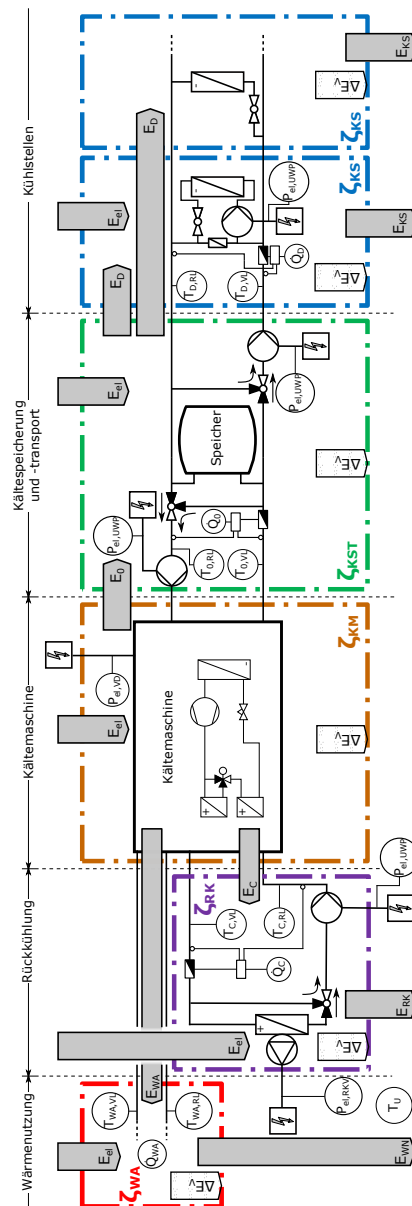 Wärmenutzung
Rückkühlung
Kältemaschine
Kältespeicherung
und -transport
Kühlstellen
E_el
T_WA,VL
T_WA,RL
Q_WA
ζ_WA
ΔE_V
E_WN
E_WA
E_el
P_el,RKV
T_U
ζ_RK
E_C
T_C,VL
T_C,RL
Q_C
ΔE_V
E_RK
P_el,UWP
E_el
P_el,VD
Kältemaschine
+
+
-
+
ζ_KM
ΔE_V
E_0
P_el,UWP
T_0,RL
T_0,VL
Q_0
Speicher
E_el
P_el,UWP
ζ_KST
ΔE_V
E_D
E_D
E_el
T_D,RL
T_D,VL
Q_D
P_el,UWP
-
ζ_KS
ΔE_V
E_KS
-
ζ_KS
ΔE_V
E_KS